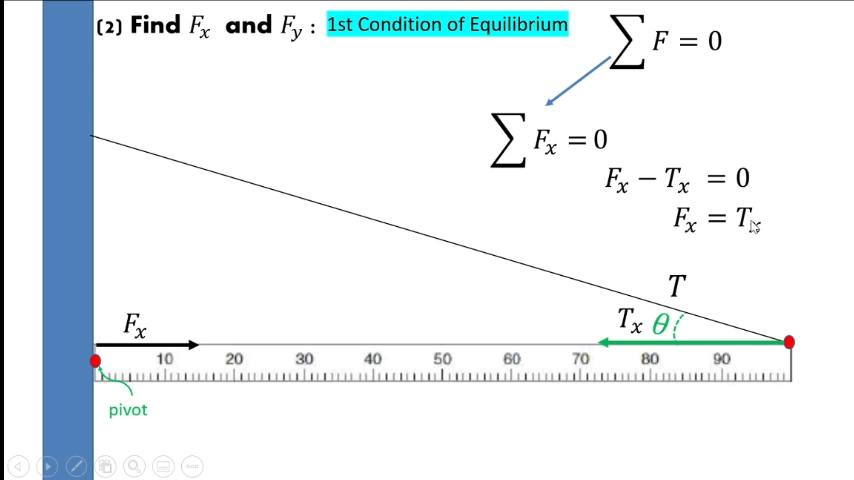 (2) Find Fₓ and Fᵧ : 1st Condition of Equilibrium
∑ F = 0
∑ Fₓ = 0
Fₓ − Tₓ = 0
Fₓ = Tₓ
T
Fₓ
Tₓ θ
10 20 30 40 50 60 70 80 90
pivot